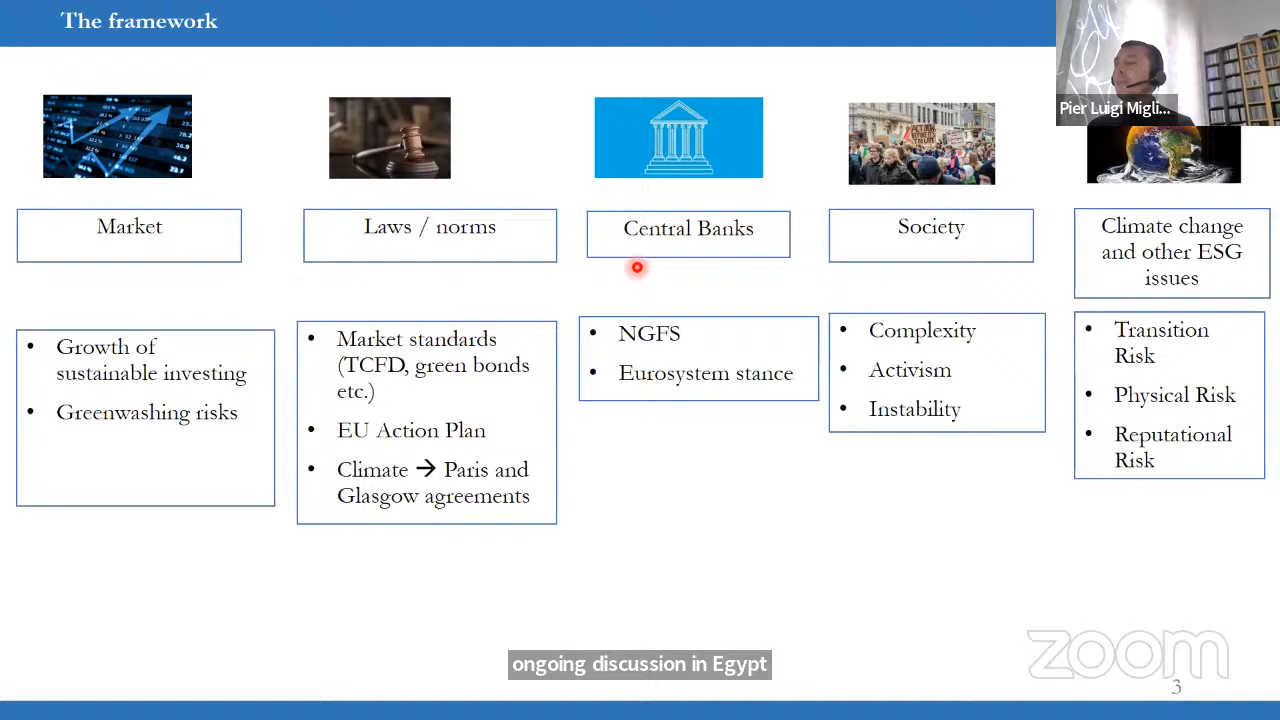 The framework
Pier Luigi Migli...
Market
Laws / norms
Central Banks
Society
Climate change
and other ESG
issues
• Growth of
sustainable investing
• Greenwashing risks
• Market standards
(TCFD, green bonds
etc.)
• EU Action Plan
• Climate → Paris and
Glasgow agreements
• NGFS
• Eurosystem stance
• Complexity
• Activism
• Instability
• Transition
Risk
• Physical Risk
• Reputational
Risk
ongoing discussion in Egypt
zoom
3